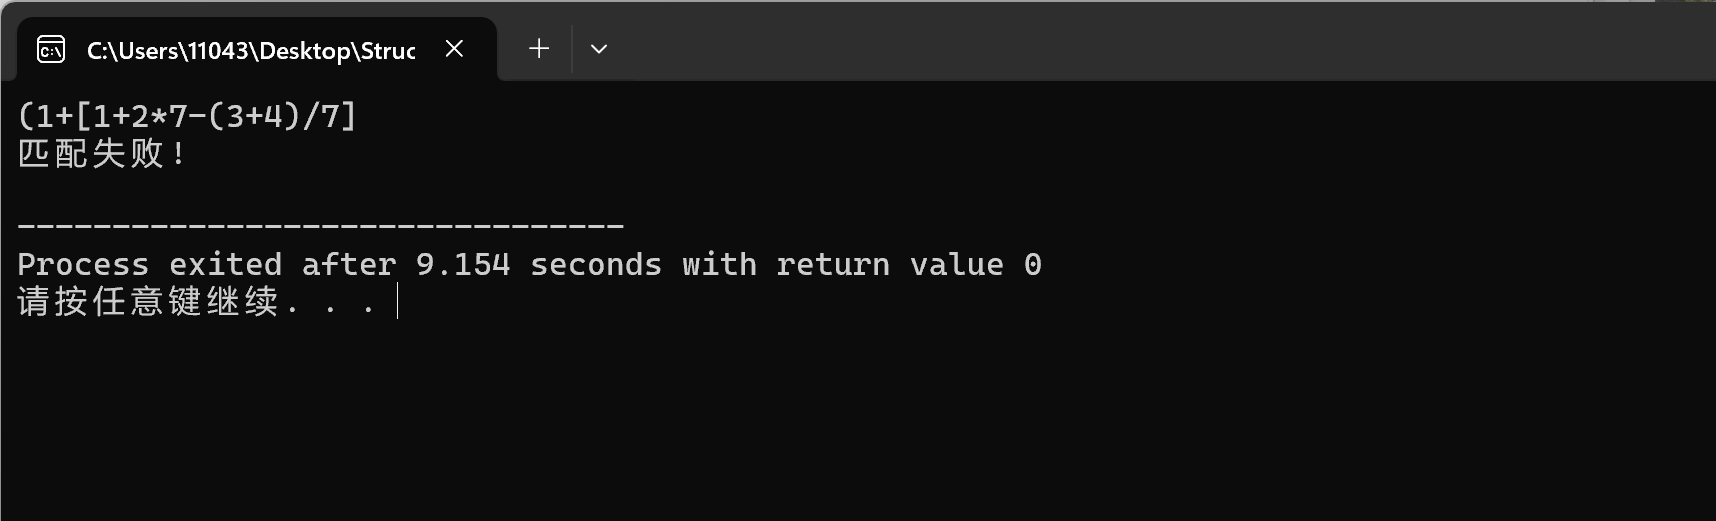 C:\Users\11043\Desktop\Struc
(1+[1+2*7-(3+4)/7]
匹配失败!
--------------------------------
Process exited after 9.154 seconds with return value 0
请按任意键继续. . .